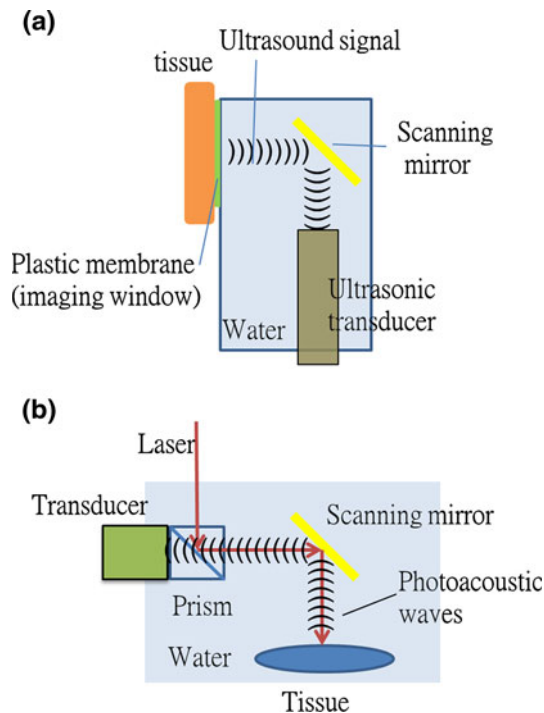 (a)
Ultrasound signal
tissue
Scanning
mirror
Plastic membrane
(imaging window)
Ultrasonic
transducer
Water
(b)
Laser
Transducer
Scanning mirror
Photoacoustic
waves
Prism
Water
Tissue